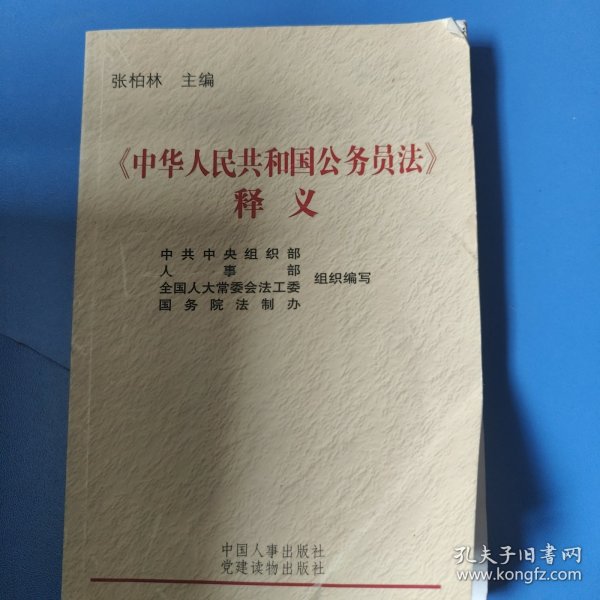 张柏林 主编
《中华人民共和国公务员法》
释义
中共中央组织部
人事部
全国人大常委会法工委
国务院法制办
组织编写
中国人事出版社
党建读物出版社
孔夫子旧书网
www.kongfz.com